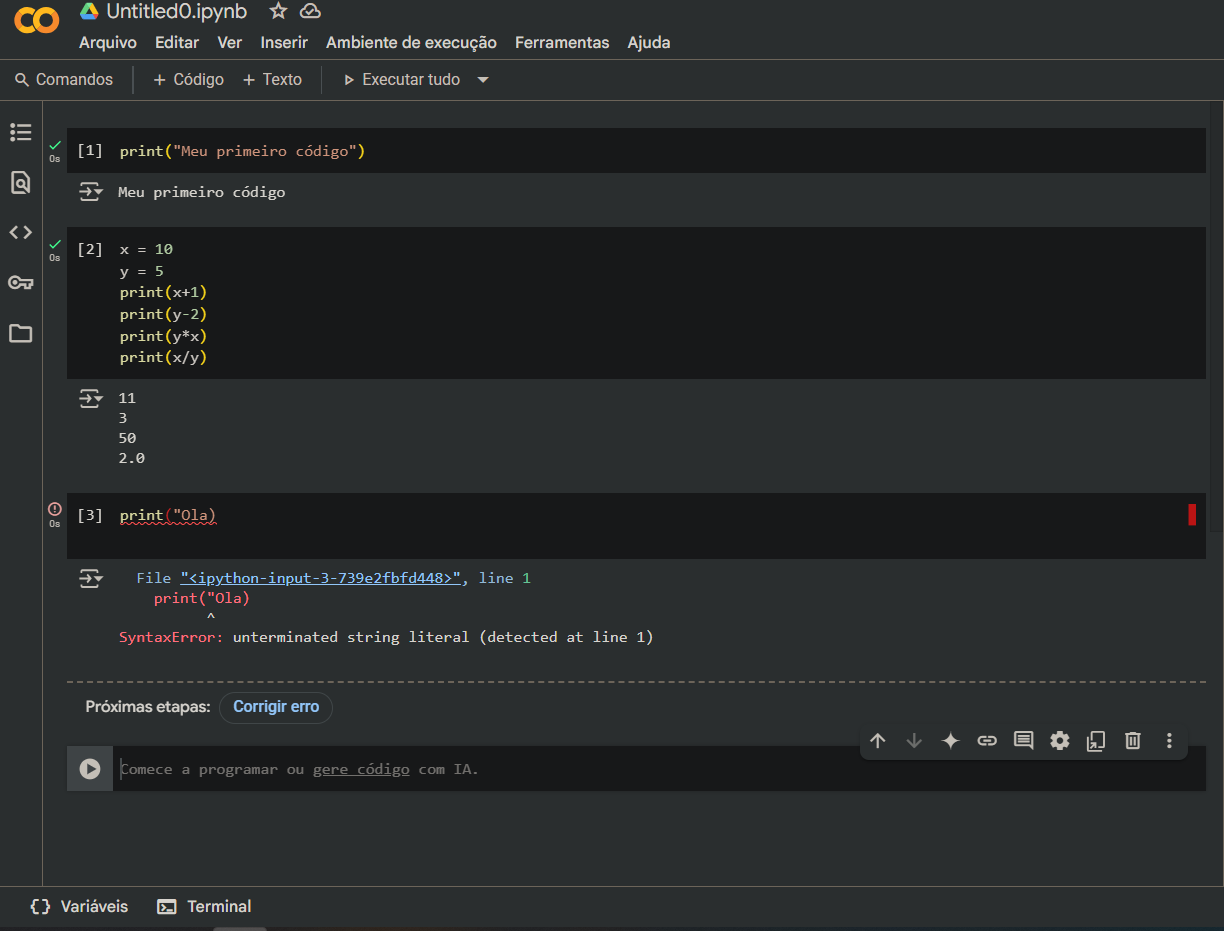 Untitled0.ipynb
Arquivo Editar Ver Inserir Ambiente de execução Ferramentas Ajuda
Comandos + Código + Texto Executar tudo
0s
[1] print("Meu primeiro código")
Meu primeiro código
0s
[2] x = 10
y = 5
print(x+1)
print(y-2)
print(y*x)
print(x/y)
11
3
50
2.0
0s
[3] print("Ola)
File "<ipython-input-3-739e2fbfd448>", line 1
print("Ola)
^
SyntaxError: unterminated string literal (detected at line 1)
Próximas etapas: Corrigir erro
Comece a programar ou gere código com IA.
Variáveis Terminal